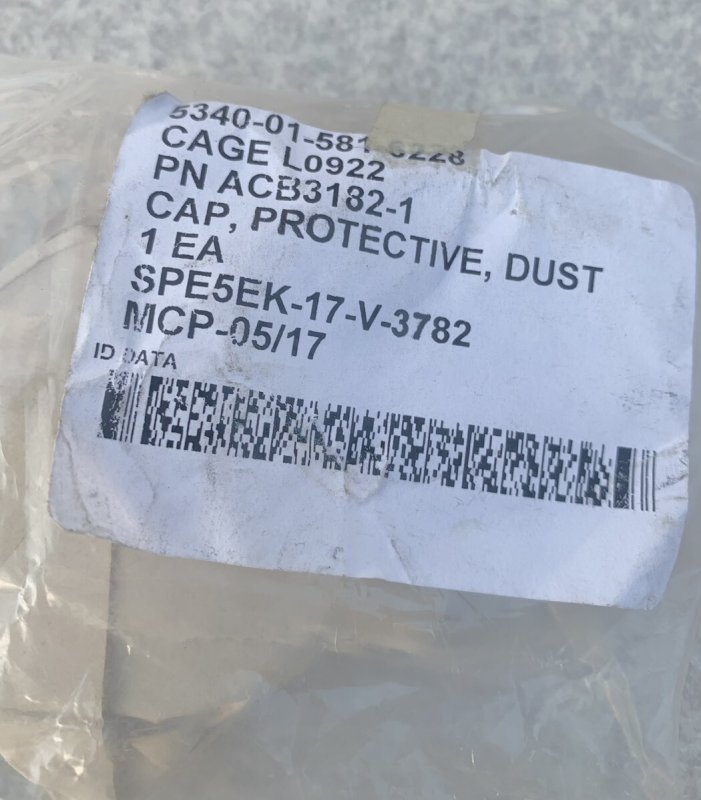 5340-01-581-6228
CAGE L0922
PN ACB3182-1
CAP, PROTECTIVE, DUST
1 EA
SPE5EK-17-V-3782
MCP-05/17
ID DATA